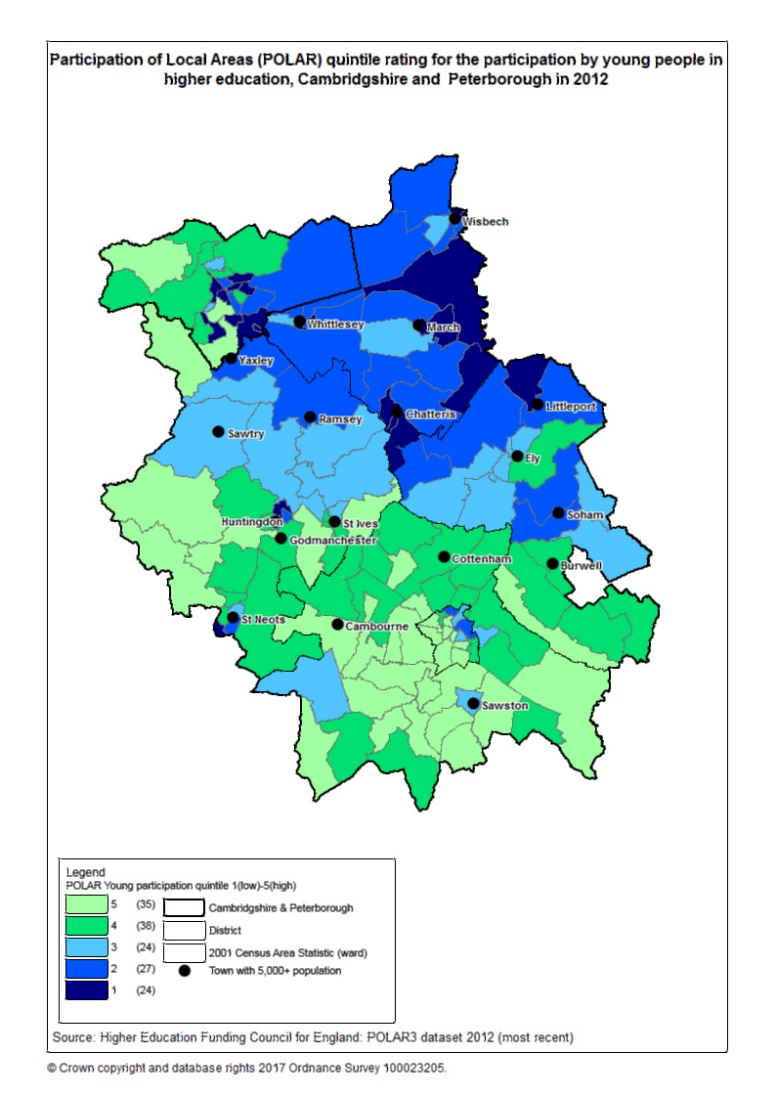 Participation of Local Areas (POLAR) quintile rating for the participation by young people in
higher education, Cambridgshire and Peterborough in 2012
Wisbech
Whittlesey
March
Yaxley
Chatteris
Littleport
Ramsey
Sawtry
Ely
Soham
Huntingdon
St Ives
Godmanchester
Cottenham
Burwell
St Neots
Cambourne
Sawston
Legend
POLAR Young participation quintile 1(low)-5(high)
5 (35) Cambridgshire & Peterborough
4 (38) District
3 (24) 2001 Census Area Statistic (ward)
2 (27) Town with 5,000+ population
1 (24)
Source: Higher Education Funding Council for England: POLAR3 dataset 2012 (most recent)
© Crown copyright and database rights 2017 Ordnance Survey 100023205.